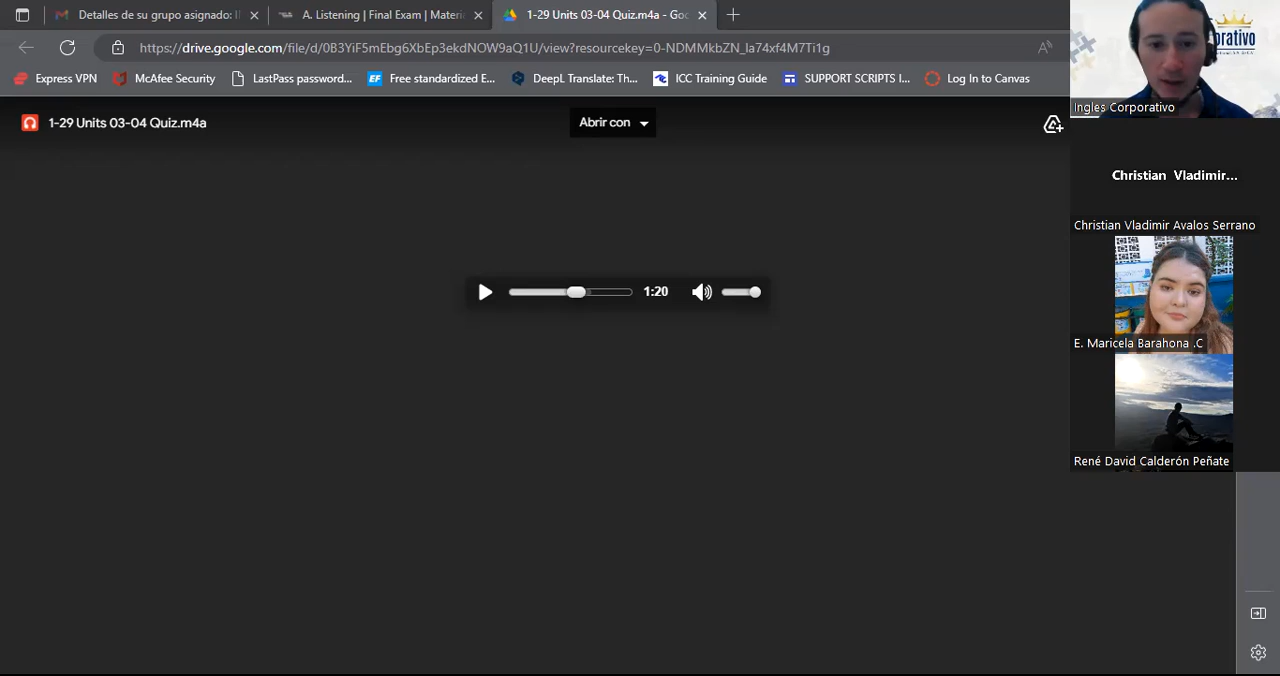 Detalles de su grupo asignado: I
A. Listening | Final Exam | Materi
1-29 Units 03-04 Quiz.m4a - Goo
https://drive.google.com/file/d/0B3YiF5mEbg6XbEp3ekdNOW9aQ1U/view?resourcekey=0-NDMMkbZN_la74xf4M7Ti1g
Express VPN
McAfee Security
LastPass password...
EF
Free standardized E...
DeepL Translate: Th...
ICC Training Guide
SUPPORT SCRIPTS I...
Log In to Canvas
1-29 Units 03-04 Quiz.m4a
Abrir con
1:20
Ingles Corporativo
Christian Vladimir...
Christian Vladimir Avalos Serrano
E. Maricela Barahona .C
René David Calderón Peñate